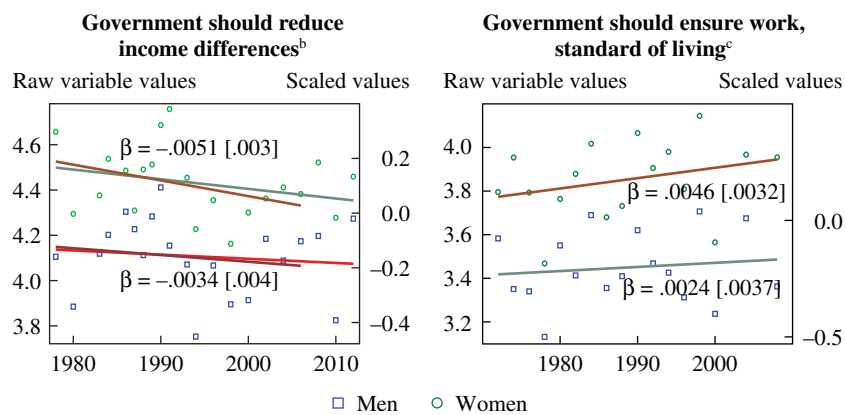 Government should reduce
income differencesᵇ
Raw variable values
Scaled values
4.6
4.4
4.2
4.0
3.8
0.2
0.0
−0.2
−0.4
β = –.0051 [.003]
β = –.0034 [.004]
1980
1990
2000
2010
Government should ensure work,
standard of livingᶜ
Raw variable values
Scaled values
4.0
3.8
3.6
3.4
3.2
0.0
−0.5
β = .0046 [.0032]
β = .0024 [.0037]
1980
1990
2000
Men
Women